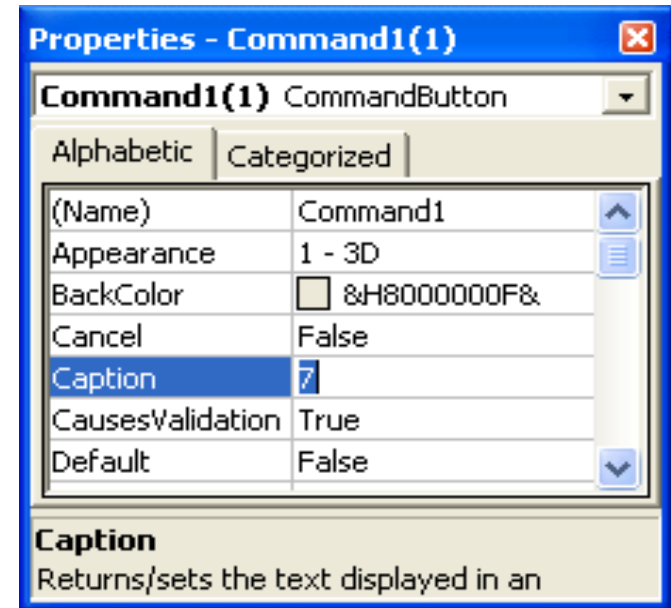 Properties - Command1(1)
Command1(1) CommandButton
Alphabetic Categorized
(Name) Command1
Appearance 1 - 3D
BackColor &H8000000F&
Cancel False
Caption 7
CausesValidation True
Default False
Caption
Returns/sets the text displayed in an